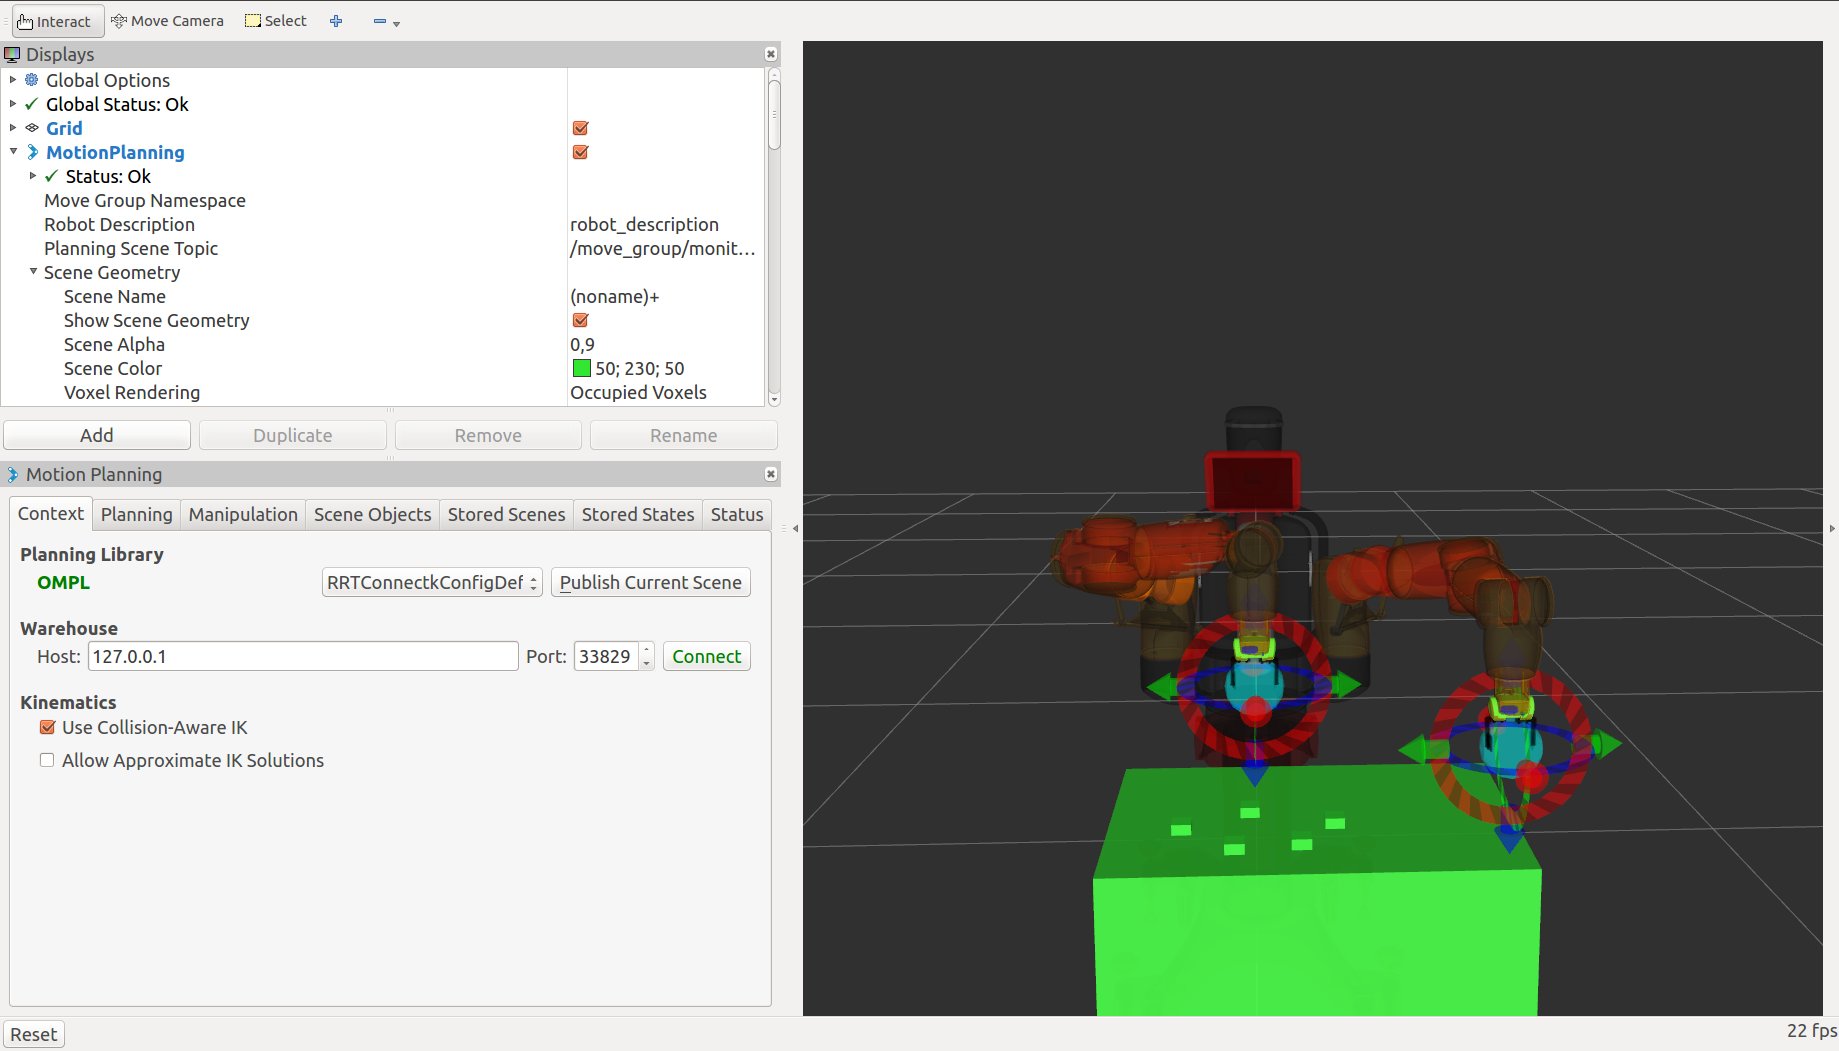 Interact Move Camera Select
Displays
Global Options
Global Status: Ok
Grid
MotionPlanning
Status: Ok
Move Group Namespace
Robot Description robot_description
Planning Scene Topic /move_group/monit...
Scene Geometry
Scene Name (noname)+
Show Scene Geometry
Scene Alpha 0,9
Scene Color 50; 230; 50
Voxel Rendering Occupied Voxels
Add Duplicate Remove Rename
Motion Planning
Context Planning Manipulation Scene Objects Stored Scenes Stored States Status
Planning Library
OMPL RRTConnectkConfigDef Publish Current Scene
Warehouse
Host: 127.0.0.1 Port: 33829 Connect
Kinematics
Use Collision-Aware IK
Allow Approximate IK Solutions
Reset 22 fps